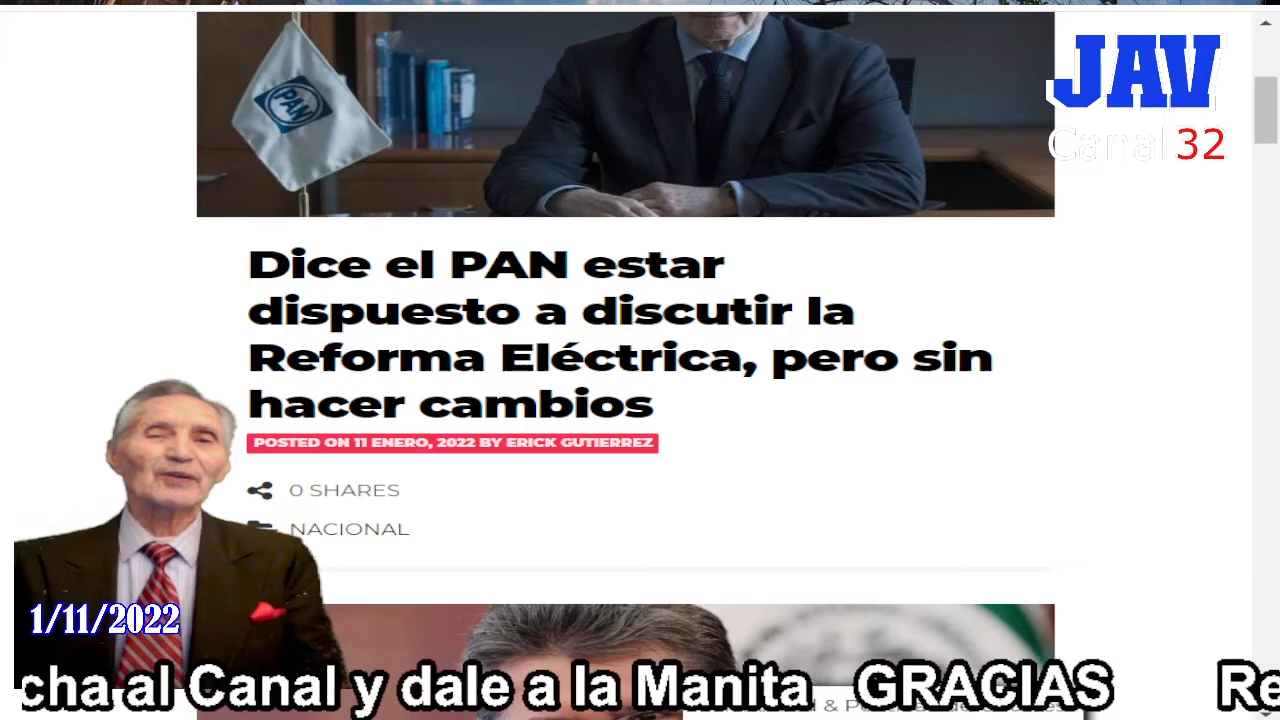 PAN
JAV
Canal 32
Dice el PAN estar
dispuesto a discutir la
Reforma Eléctrica, pero sin
hacer cambios
POSTED ON 11 ENERO, 2022 BY ERICK GUTIERREZ
0 SHARES
NACIONAL
1/11/2022
cha al Canal y dale a la Manita GRACIAS Re